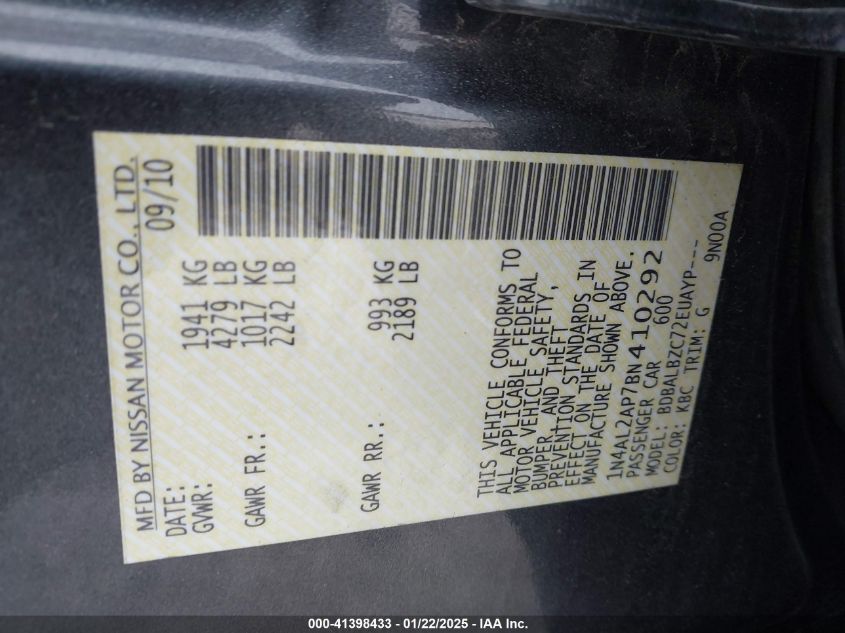 MFD BY NISSAN MOTOR CO., LTD.
DATE: 09/10
GVWR: 1941 KG
4279 LB
GAWR FR.: 1017 KG
2242 LB
GAWR RR.: 993 KG
2189 LB
THIS VEHICLE CONFORMS TO
ALL APPLICABLE FEDERAL
MOTOR VEHICLE SAFETY,
BUMPER, AND THEFT
PREVENTION STANDARDS IN
EFFECT ON THE DATE OF
MANUFACTURE SHOWN ABOVE.
1N4AL2AP7BN410292
PASSENGER CAR 600
MODEL: BDBALBZC72EUAYP---
COLOR: KBC TRIM: G 9N00A
000-41398433 - 01/22/2025 - IAA Inc.